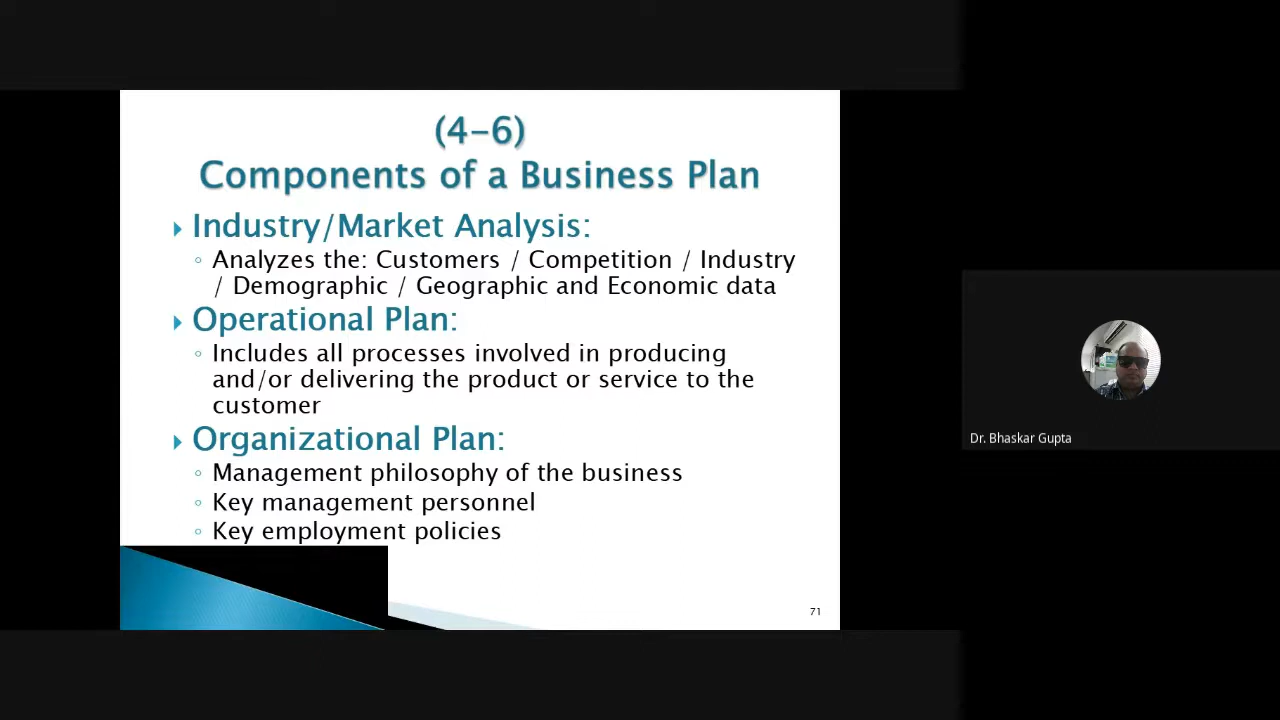 (4-6)
Components of a Business Plan
Industry/Market Analysis:
Analyzes the: Customers / Competition / Industry
/ Demographic / Geographic and Economic data
Operational Plan:
Includes all processes involved in producing
and/or delivering the product or service to the
customer
Organizational Plan:
Management philosophy of the business
Key management personnel
Key employment policies
71
Dr. Bhaskar Gupta